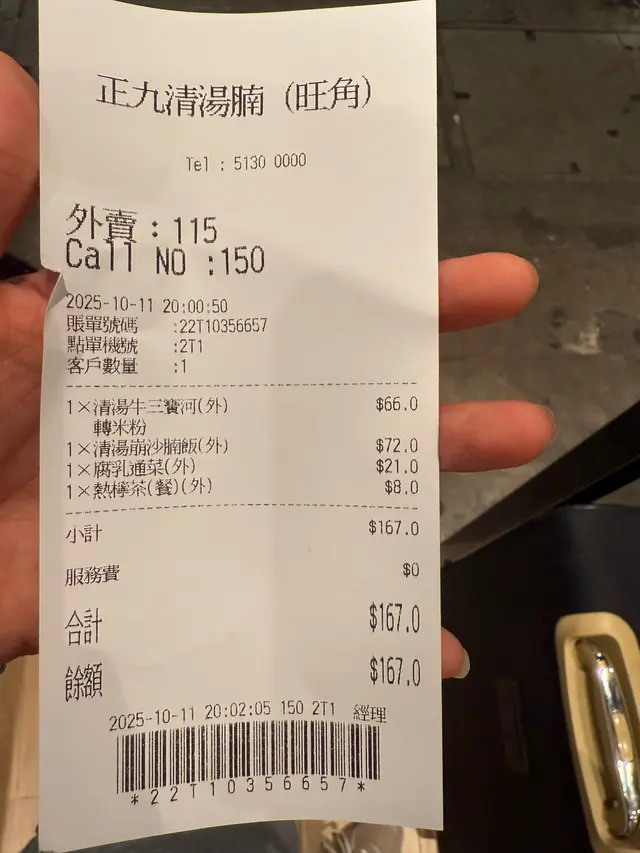 正九清湯腩 (旺角)
Tel : 5130 0000
外賣 : 115
Call NO :150
2025-10-11 20:00:50
賬單號碼 :22T10356657
點單機號 :2T1
客戶數量 :1
1×清湯牛三寶河(外) $66.0
轉米粉
1×清湯崩沙腩飯(外) $72.0
1×腐乳通菜(外) $21.0
1×熱檸茶(餐)(外) $8.0
小計 $167.0
服務費 $0
合計 $167.0
餘額 $167.0
2025-10-11 20:02:05 150 2T1 經理
*22T10356657*